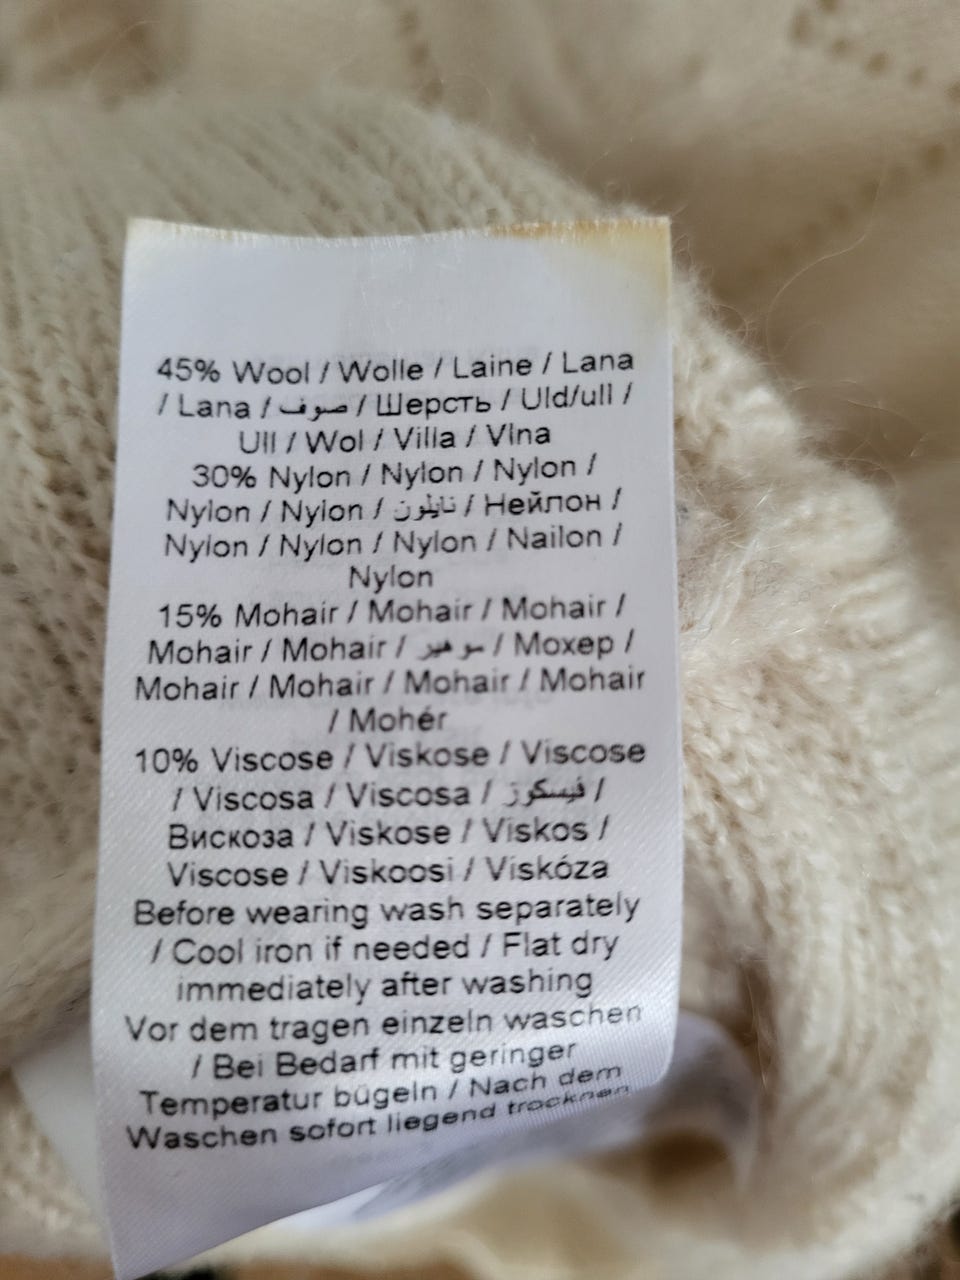 45% Wool / Wolle / Laine / Lana
/ Lana / صوف / Шерсть / Uld/ull /
Ull / Wol / Villa / Vlna
30% Nylon / Nylon / Nylon /
Nylon / Nylon / نايلون / Нейлон /
Nylon / Nylon / Nylon / Nailon /
Nylon
15% Mohair / Mohair / Mohair /
Mohair / Mohair / موهير / Мохер /
Mohair / Mohair / Mohair / Mohair
/ Mohér
10% Viscose / Viskose / Viscose
/ Viscosa / Viscosa / فيسكوز /
Вискоза / Viskose / Viskos /
Viscose / Viskoosi / Viskóza
Before wearing wash separately
/ Cool iron if needed / Flat dry
immediately after washing
Vor dem tragen einzeln waschen
/ Bei Bedarf mit geringer
Temperatur bügeln / Nach dem
Waschen sofort liegend trocknen